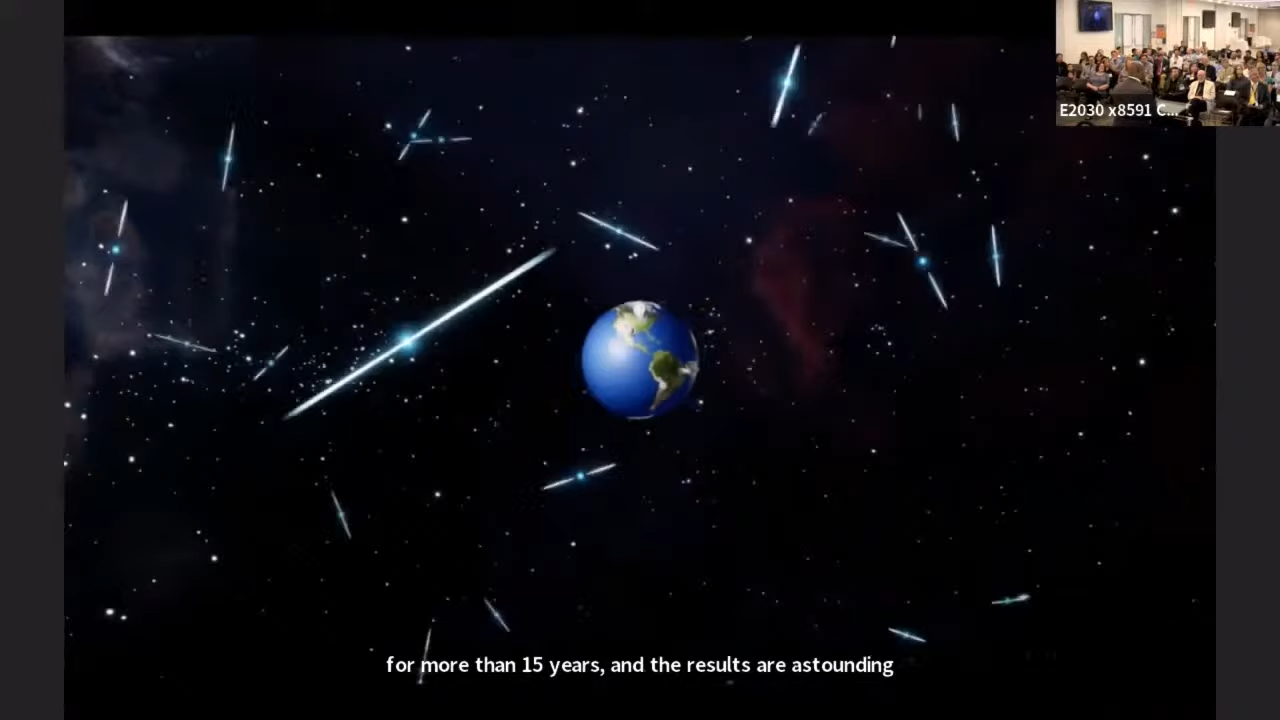 E2030 x8591 C...
for more than 15 years, and the results are astounding